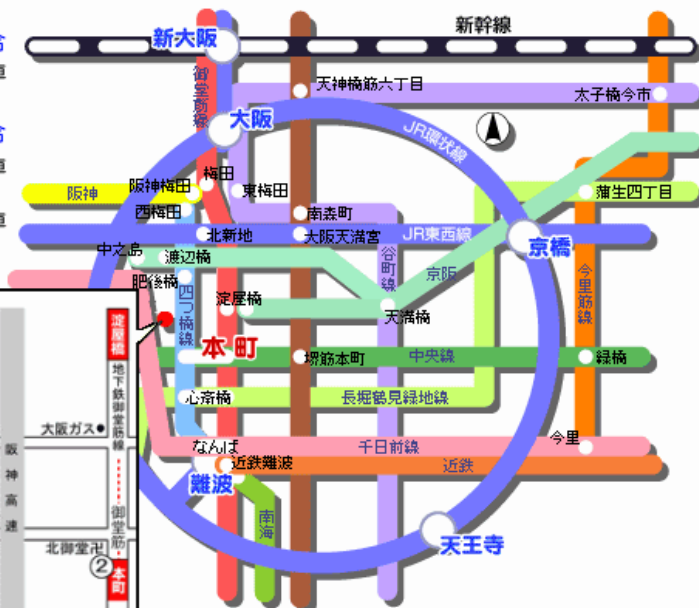 新幹線
新大阪
御堂筋線
天神橋筋六丁目
太子橋今市
大阪
JR環状線
梅田
阪神
阪神梅田
東梅田
蒲生四丁目
西梅田
南森町
北新地
大阪天満宮
JR東西線
京橋
中之島
渡辺橋
谷町線
京阪
今里筋線
肥後橋
四つ橋線
淀屋橋
天満橋
本町
堺筋本町
中央線
緑橋
心斎橋
長堀鶴見緑地線
なんば
千日前線
今里
近鉄難波
近鉄
難波
南海
天王寺
淀屋橋
地下鉄御堂筋線
大阪ガス
阪神高速
御堂筋
北御堂卍
②
本町